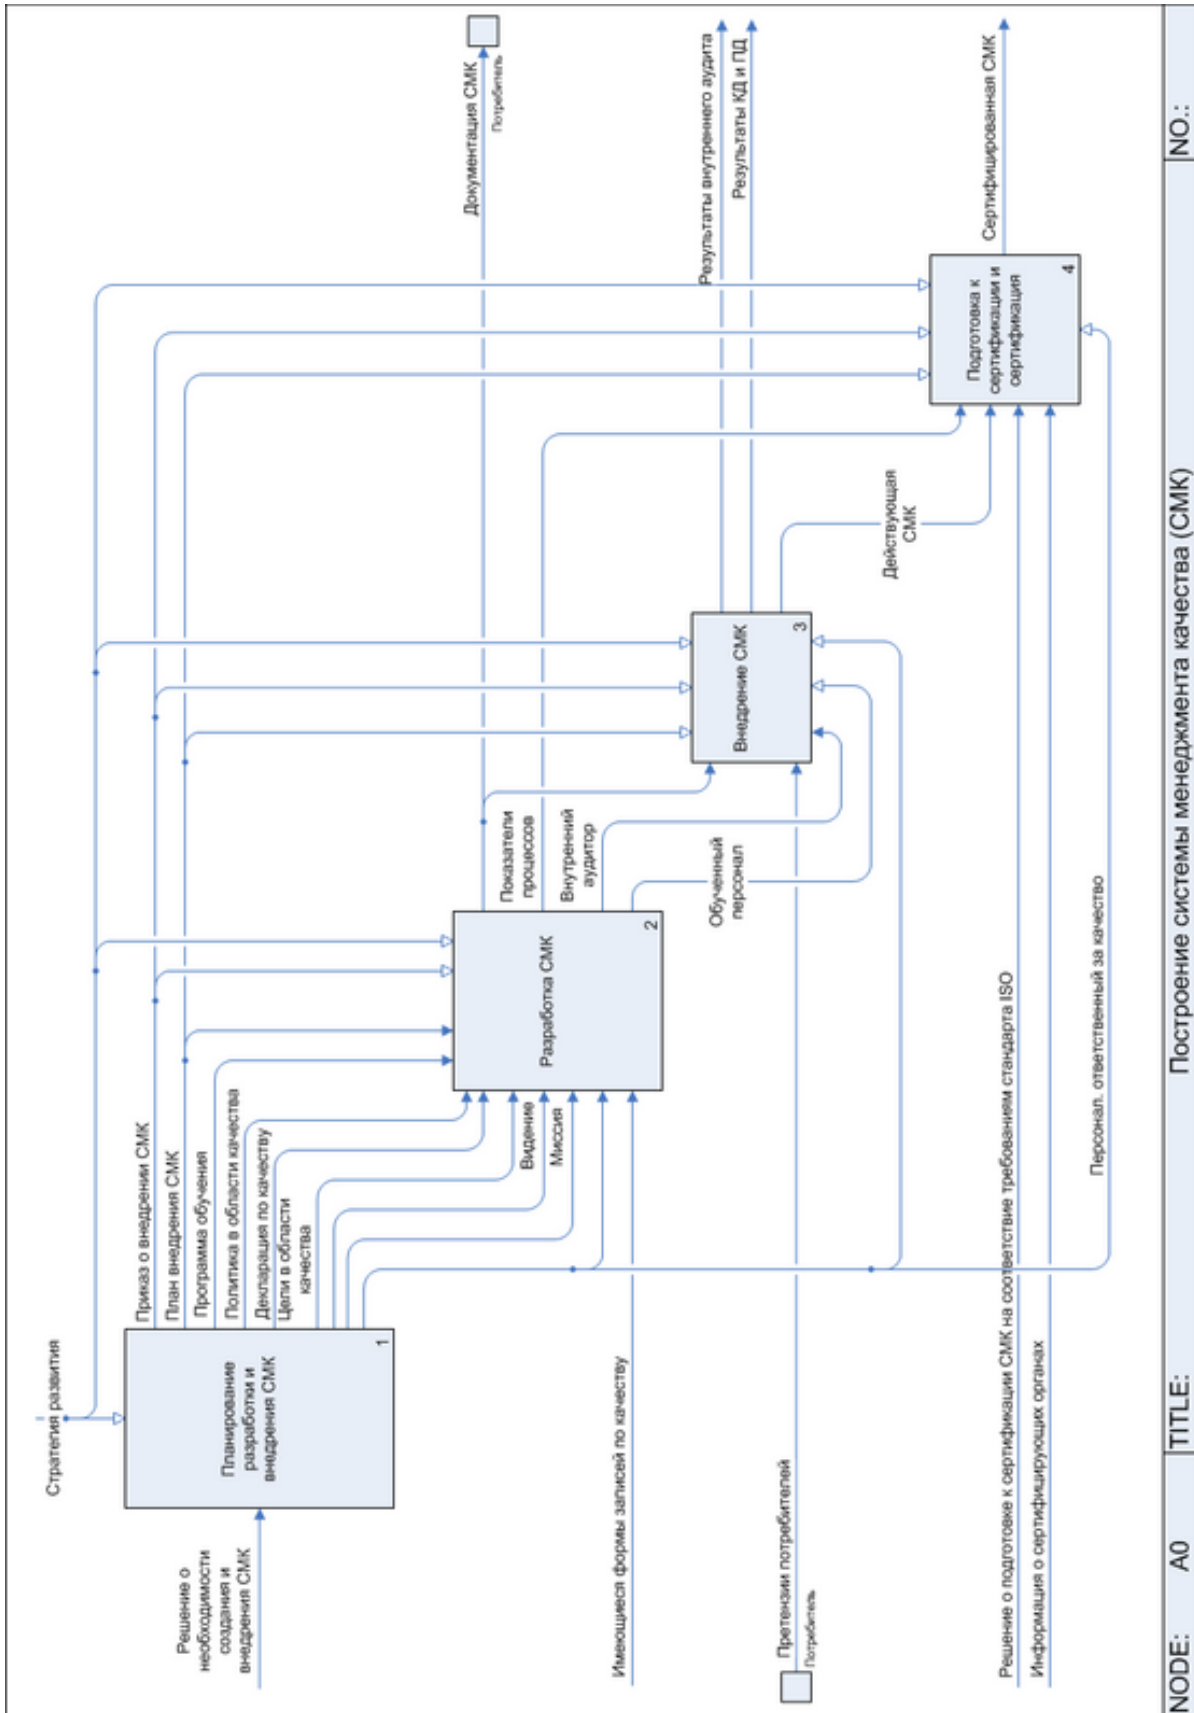 Стратегия развития
Решение о
необходимости
создания и
внедрения СМК
Планирование
разработки и
внедрения СМК
1
Приказ о внедрении СМК
План внедрения СМК
Программа обучения
Политика в области качества
Декларация по качеству
Цели в области
качества
Видение
Миссия
Имеющиеся формы записей по качеству
Разработка СМК
2
Документация СМК
Потребитель
Показатели
процессов
Внутренний
аудитор
Обученный
персонал
Претензии потребителей
Потребитель
Внедрение СМК
3
Результаты внутреннего аудита
Результаты КД и ПД
Действующая
СМК
Решение о подготовке к сертификации СМК на соответствие требованиям стандарта ISO
Информация о сертифицирующих органах
Персонал, ответственный за качество
Подготовка к
сертификации и
сертификация
4
Сертифицированная СМК
NODE: A0
TITLE: Построение системы менеджмента качества (СМК)
NO.: